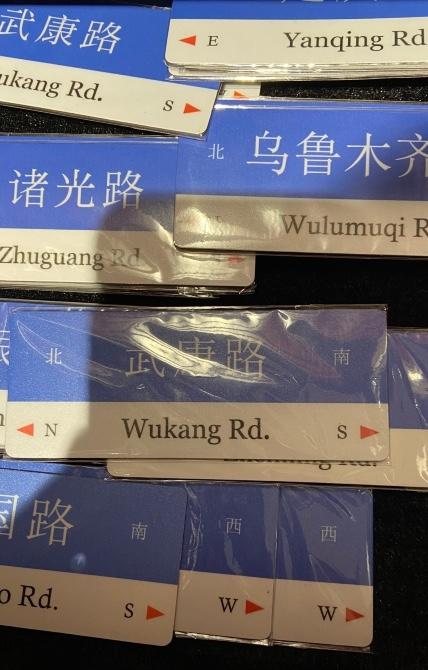 武康路
ukang Rd.
S
E
Yanqing Rd
北
乌鲁木齐
Wulumuqi R
诸光路
Zhuguang Rd
北
武康路
南
N
Wukang Rd.
S
国路
南
o Rd.
S
西
W
西
W